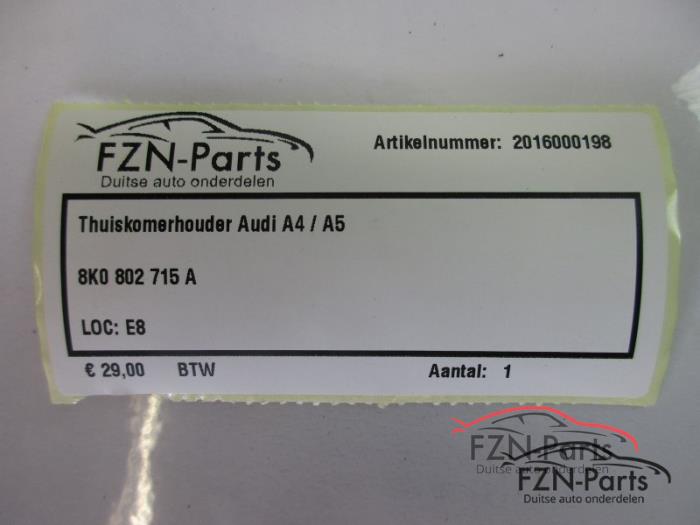 FZN-Parts
Duitse auto onderdelen
Artikelnummer: 2016000198
Thuiskomerhouder Audi A4 / A5
8K0 802 715 A
LOC: E8
€ 29,00 BTW Aantal: 1
FZN-Parts
Duitse auto onderdelen
FZN-Parts
Duitse auto onderdelen